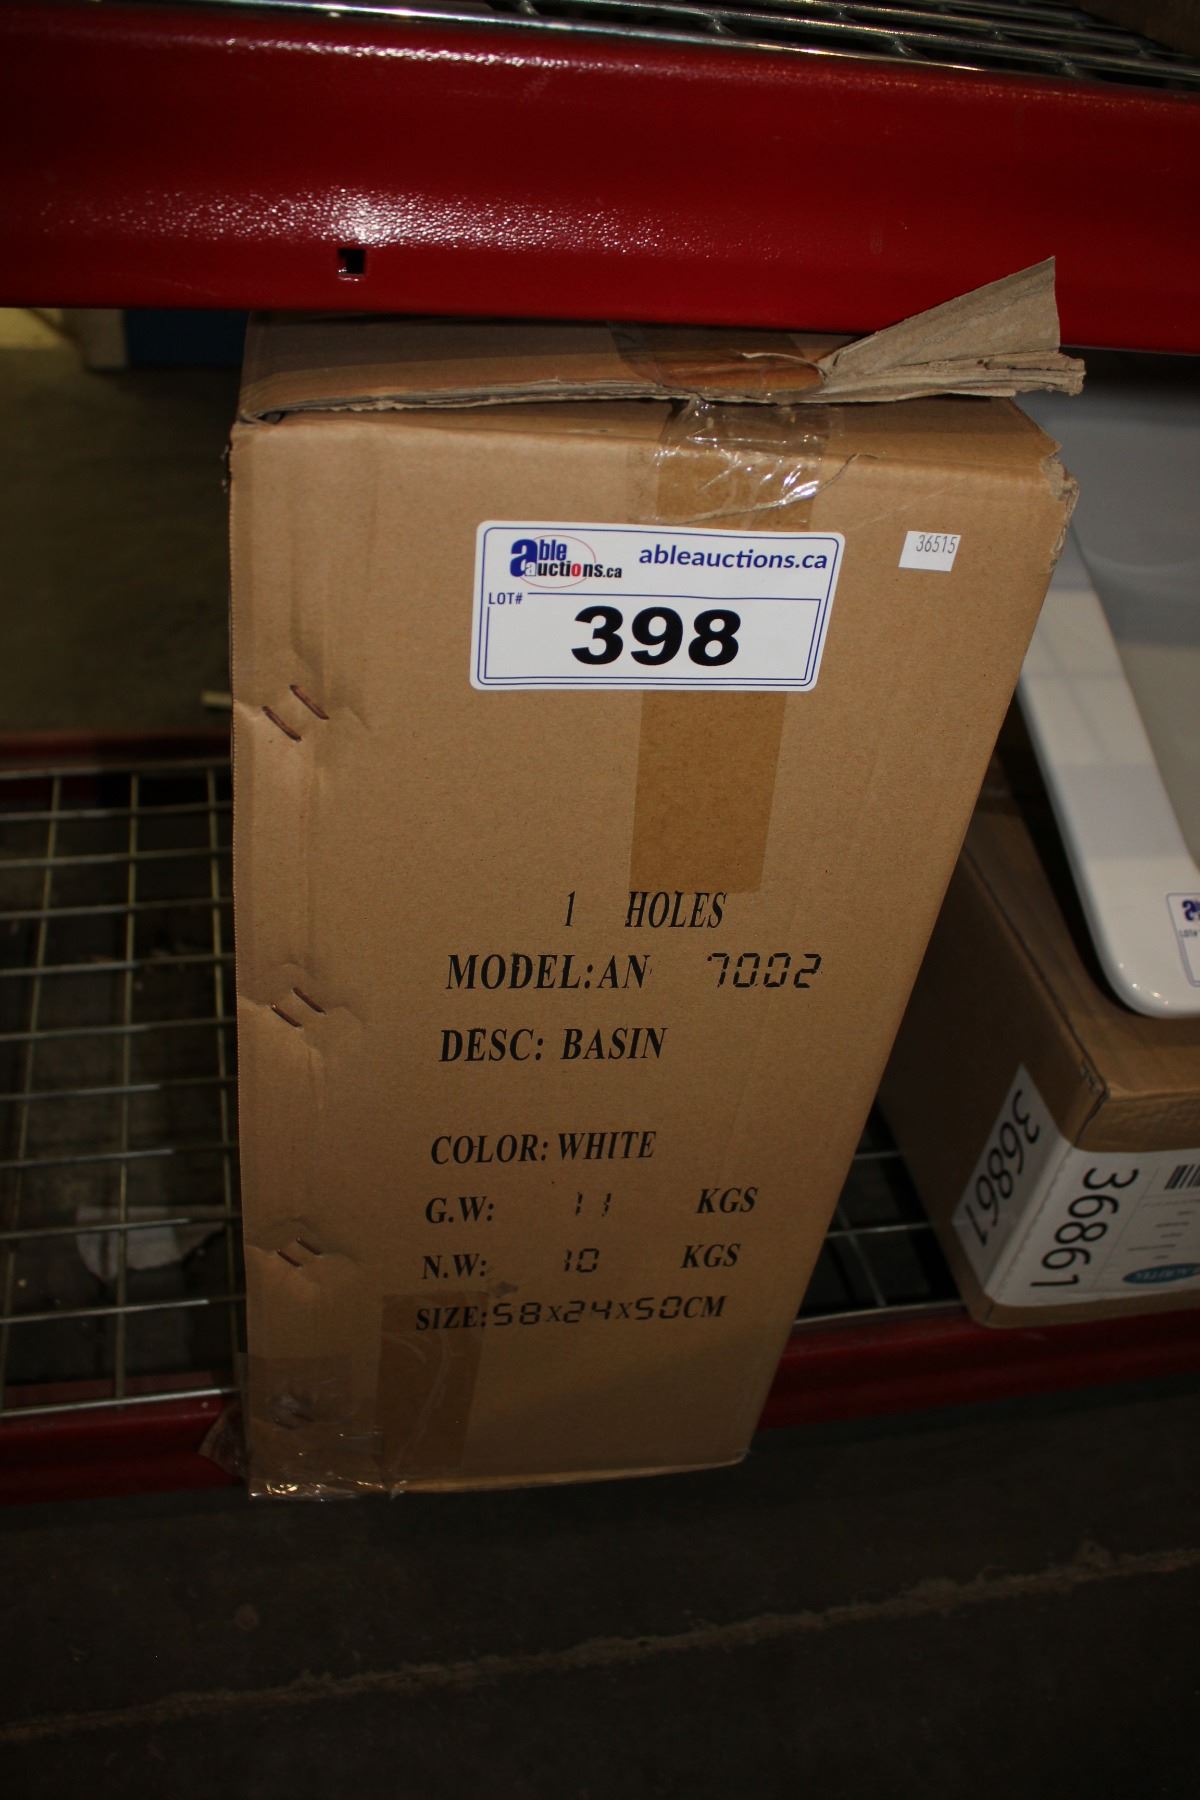 able auctions.ca
ableauctions.ca
LOT#
398
36515
1 HOLES
MODEL: AN 7002
DESC: BASIN
COLOR: WHITE
G.W: 11 KGS
N.W: 10 KGS
SIZE: 58x24x50CM
LOT#
36861
36861